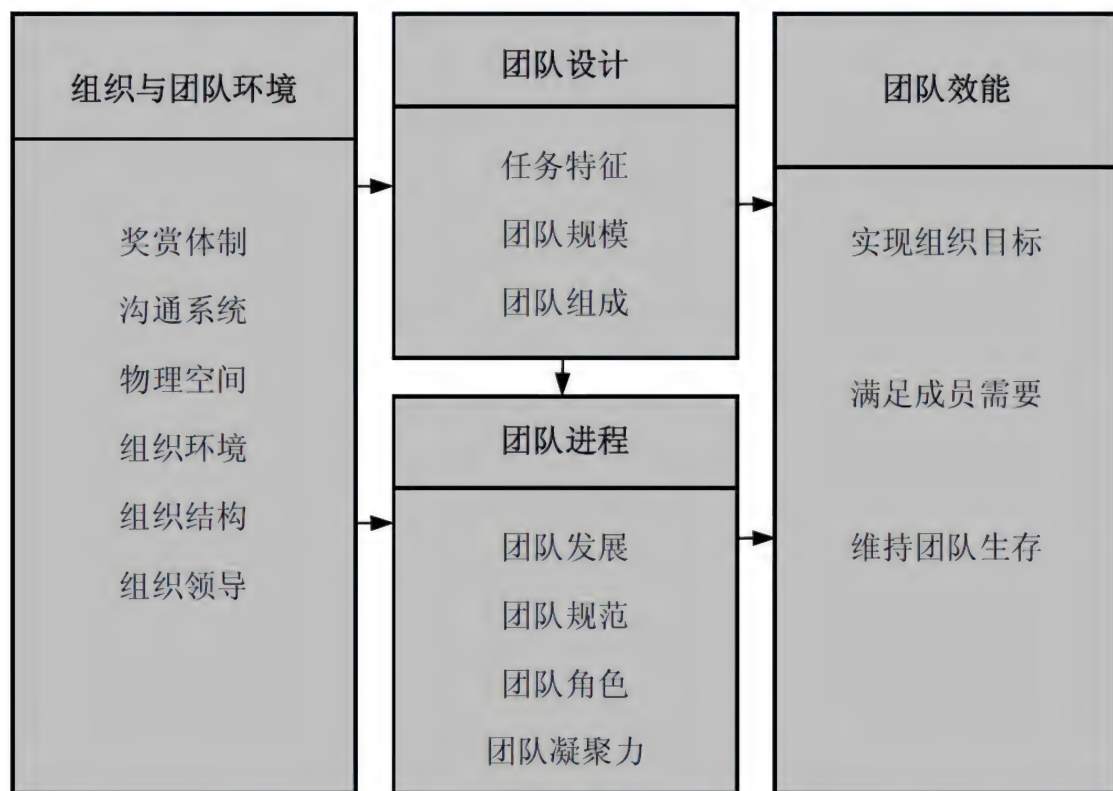 组织与团队环境
奖赏体制
沟通系统
物理空间
组织环境
组织结构
组织领导
团队设计
任务特征
团队规模
团队组成
团队进程
团队发展
团队规范
团队角色
团队凝聚力
团队效能
实现组织目标
满足成员需要
维持团队生存